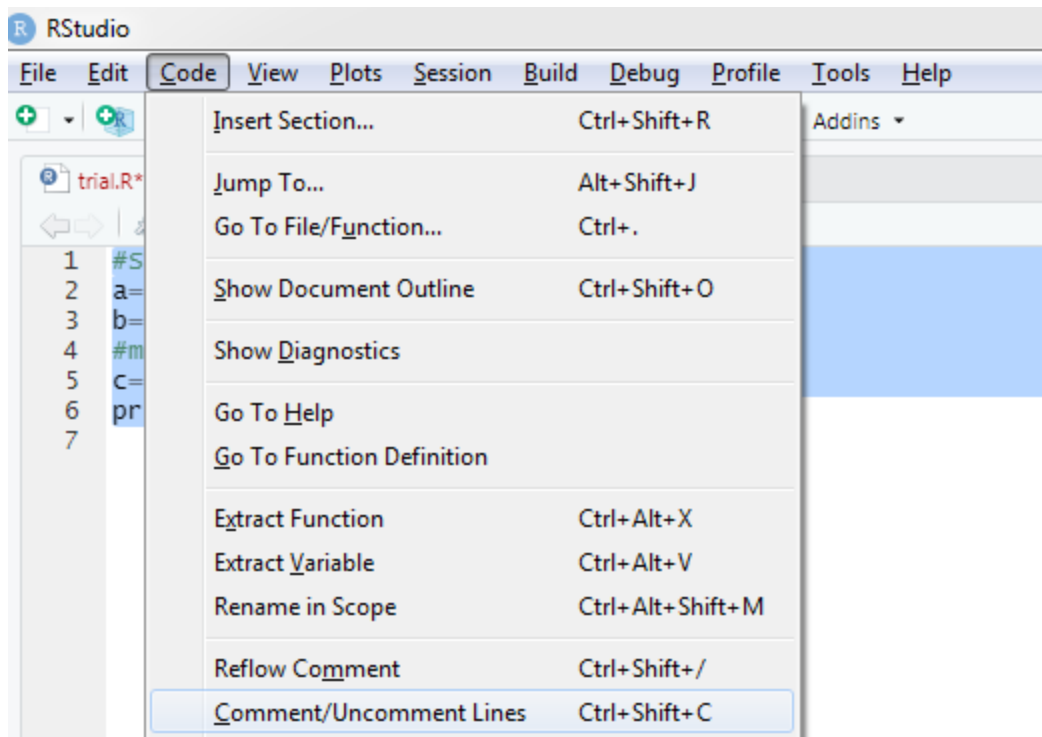 R RStudio
File Edit Code View Plots Session Build Debug Profile Tools Help
R Addins
Insert Section... Ctrl+Shift+R
R trial.R*
Jump To... Alt+Shift+J
Go To File/Function... Ctrl+.
1 #S
2 a=
3 b=
4 #m
5 c=
6 pr
7
Show Document Outline Ctrl+Shift+O
Show Diagnostics
Go To Help
Go To Function Definition
Extract Function Ctrl+Alt+X
Extract Variable Ctrl+Alt+V
Rename in Scope Ctrl+Alt+Shift+M
Reflow Comment Ctrl+Shift+/
Comment/Uncomment Lines Ctrl+Shift+C